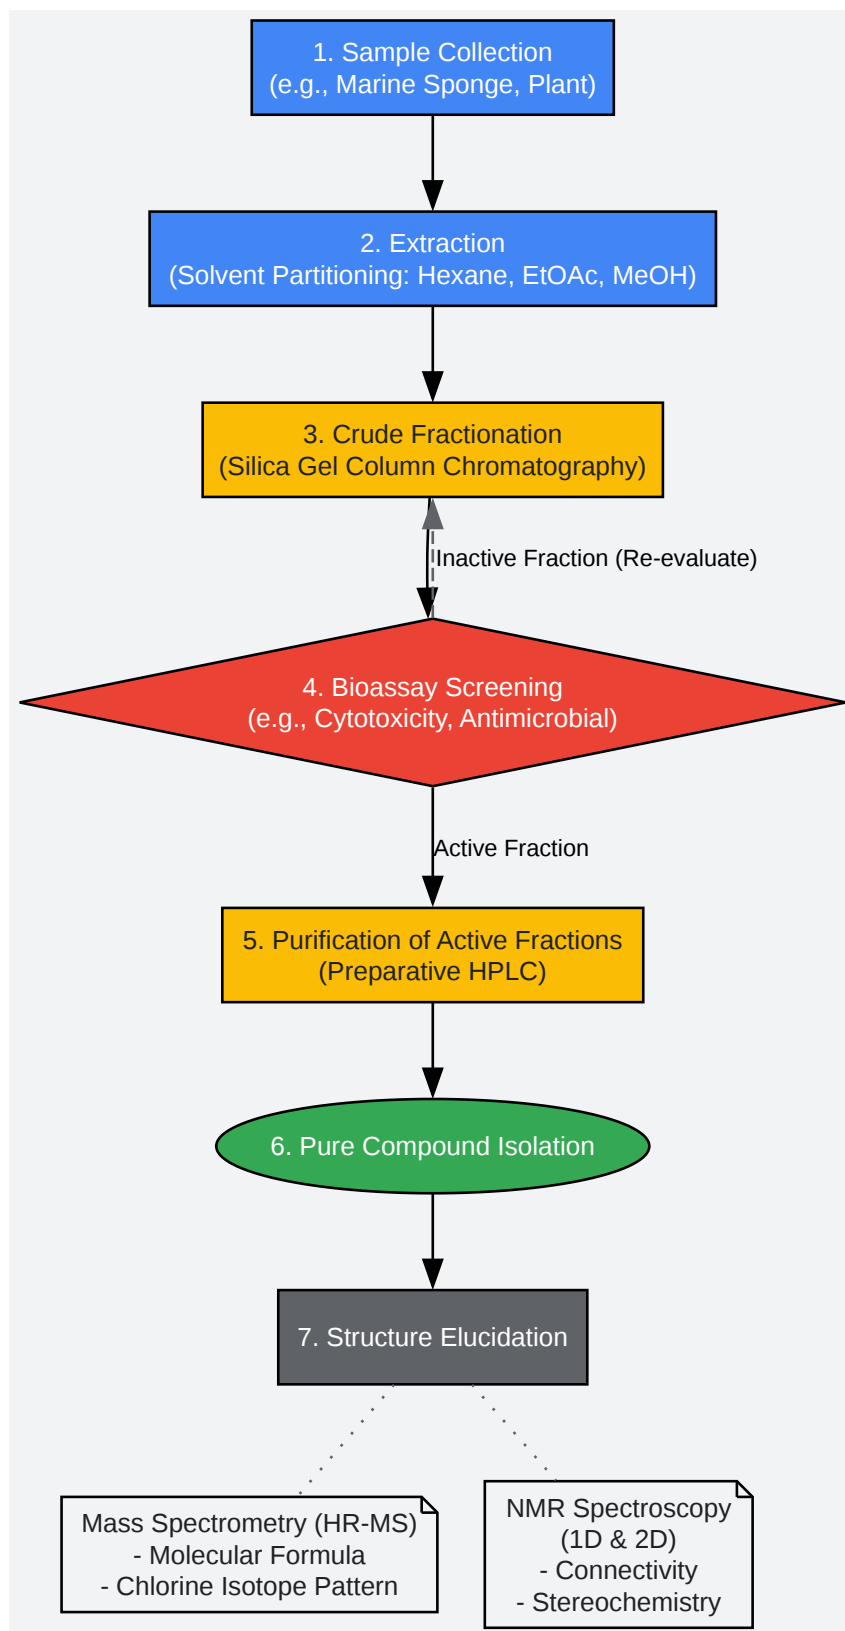 1. Sample Collection
(e.g., Marine Sponge, Plant)
2. Extraction
(Solvent Partitioning: Hexane, EtOAc, MeOH)
3. Crude Fractionation
(Silica Gel Column Chromatography)
Inactive Fraction (Re-evaluate)
4. Bioassay Screening
(e.g., Cytotoxicity, Antimicrobial)
Active Fraction
5. Purification of Active Fractions
(Preparative HPLC)
6. Pure Compound Isolation
7. Structure Elucidation
Mass Spectrometry (HR-MS)
- Molecular Formula
- Chlorine Isotope Pattern
NMR Spectroscopy
(1D & 2D)
- Connectivity
- Stereochemistry